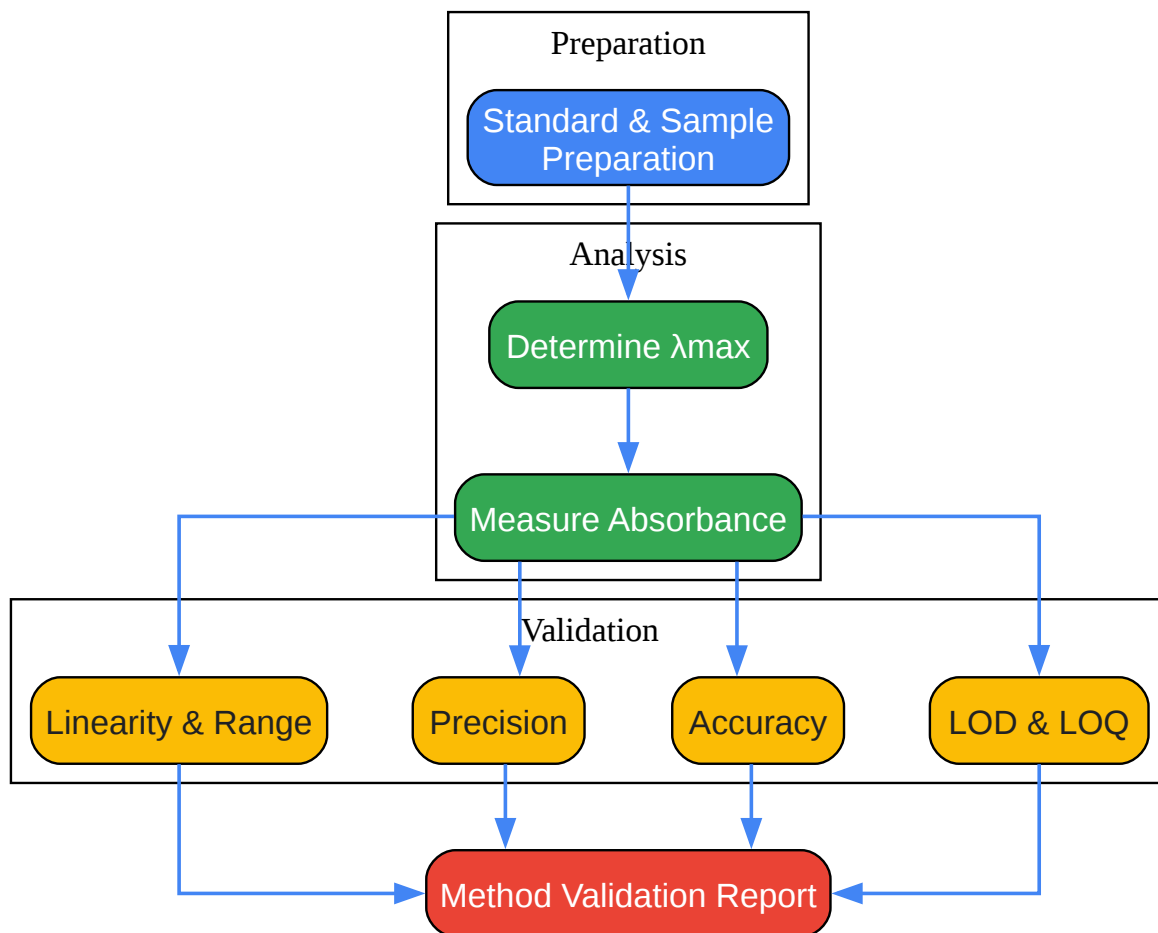 Preparation
Standard & Sample
Preparation
Analysis
Determine λmax
Measure Absorbance
Validation
Linearity & Range
Precision
Accuracy
LOD & LOQ
Method Validation Report